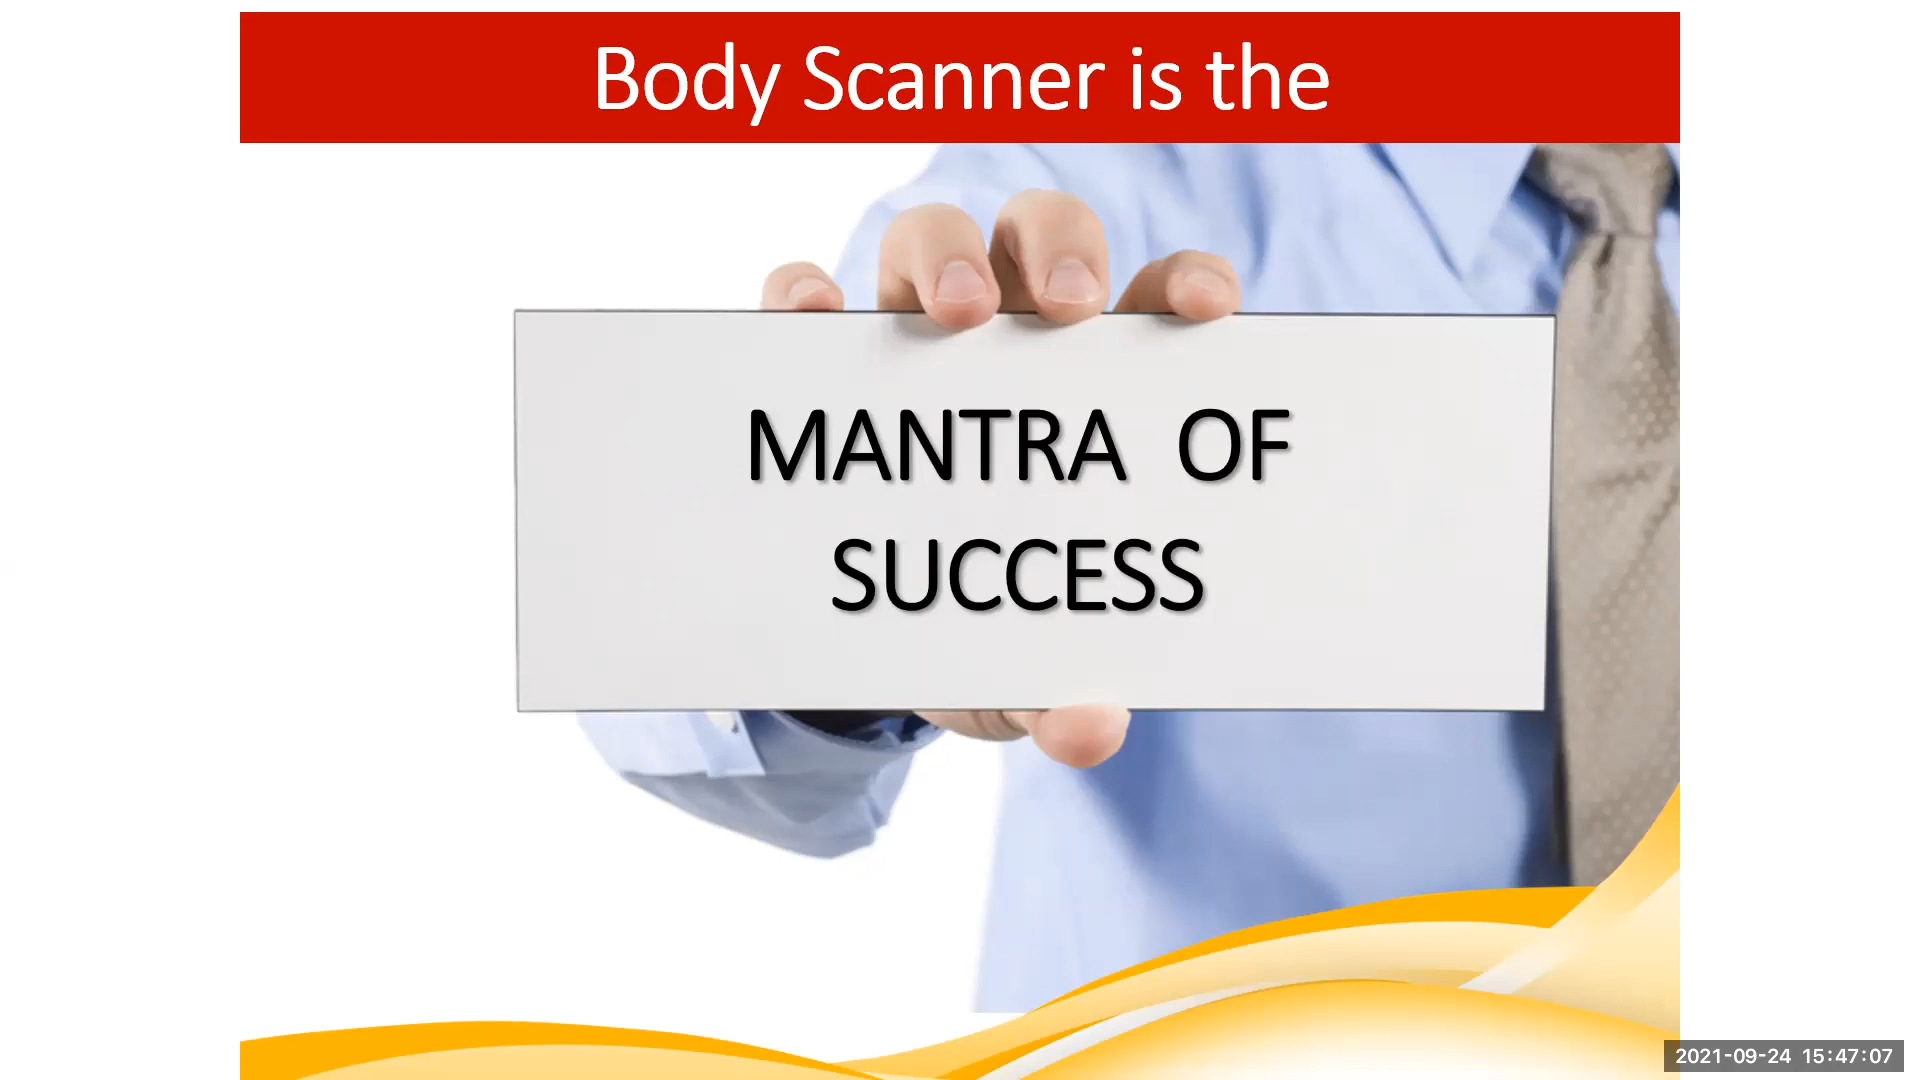 Body Scanner is the
MANTRA OF
SUCCESS
2021-09-24 15:47:07